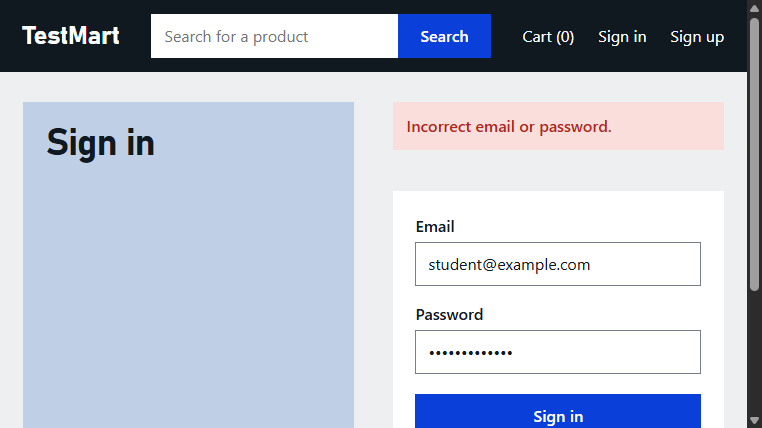 TestMart
Search for a product
Search
Cart (0)
Sign in
Sign up
Sign in
Incorrect email or password.
Email
student@example.com
Password
•••••••••••••
Sign in